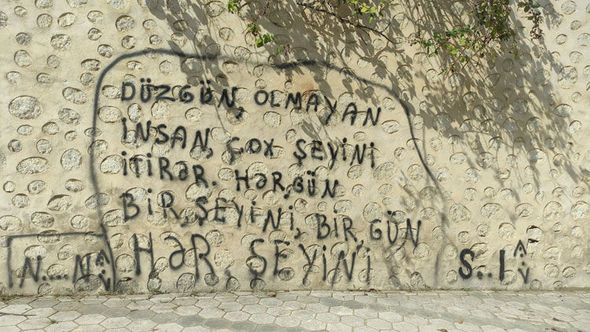 DÜZGÜN, OLMAYAN
İNSAN, ÇOX ŞEYİNİ
İTİRƏR. HƏR, GÜN
BİR, ŞEYİNİ, BİR, GÜN
HƏR, ŞEYİNİ